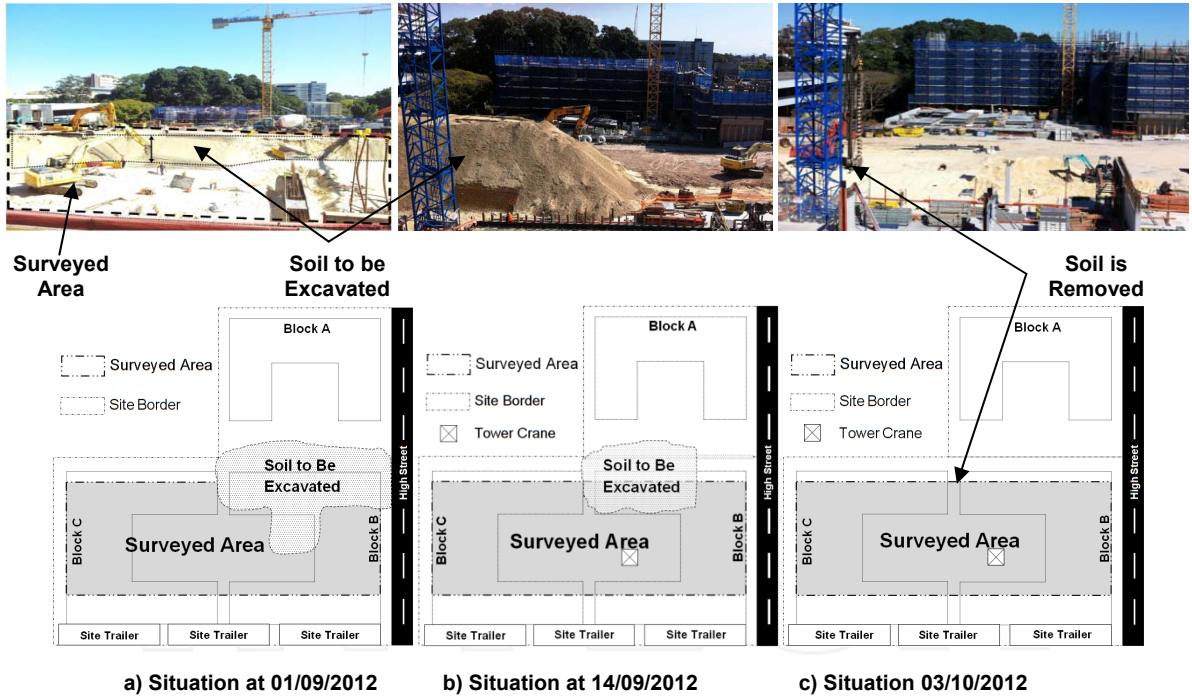 Surveyed
Area
Soil to be
Excavated
Soil is
Removed
Block A
Surveyed Area
Site Border
Soil to Be
Excavated
High Street
Block C
Surveyed Area
Block B
Site Trailer
Site Trailer
Site Trailer
a) Situation at 01/09/2012
Block A
Surveyed Area
Site Border
Tower Crane
Soil to Be
Excavated
High Street
Block C
Surveyed Area
Block B
Site Trailer
Site Trailer
Site Trailer
b) Situation at 14/09/2012
Block A
Surveyed Area
Site Border
Tower Crane
High Street
Block C
Surveyed Area
Block B
Site Trailer
Site Trailer
Site Trailer
c) Situation 03/10/2012